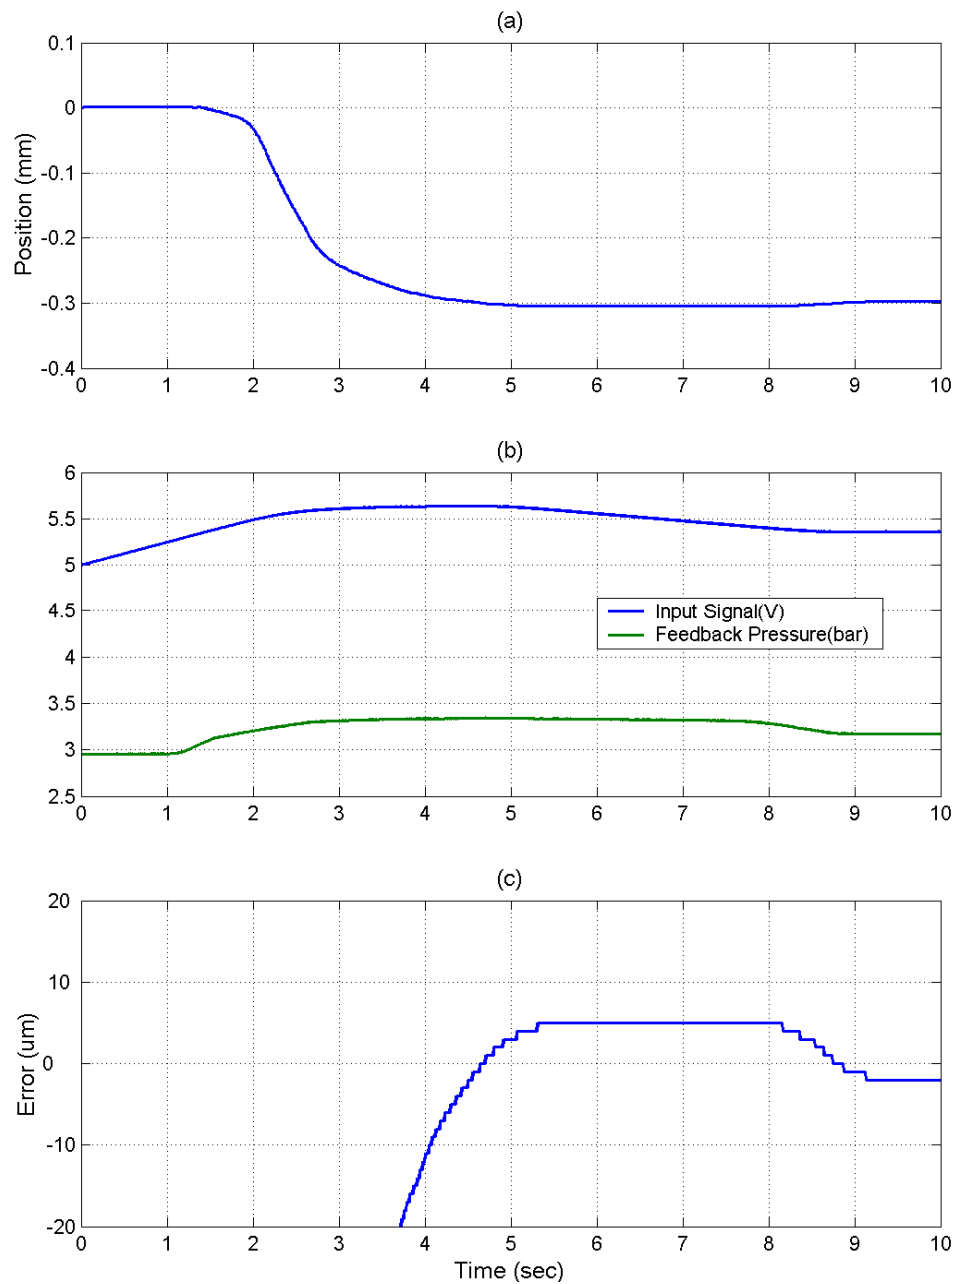 (a)
0.1
0
-0.1
-0.2
-0.3
-0.4
Position (mm)
0 1 2 3 4 5 6 7 8 9 10
(b)
6
5.5
5
4.5
4
3.5
3
2.5
Input Signal(V)
Feedback Pressure(bar)
0 1 2 3 4 5 6 7 8 9 10
(c)
20
10
0
-10
-20
Error (um)
0 1 2 3 4 5 6 7 8 9 10
Time (sec)